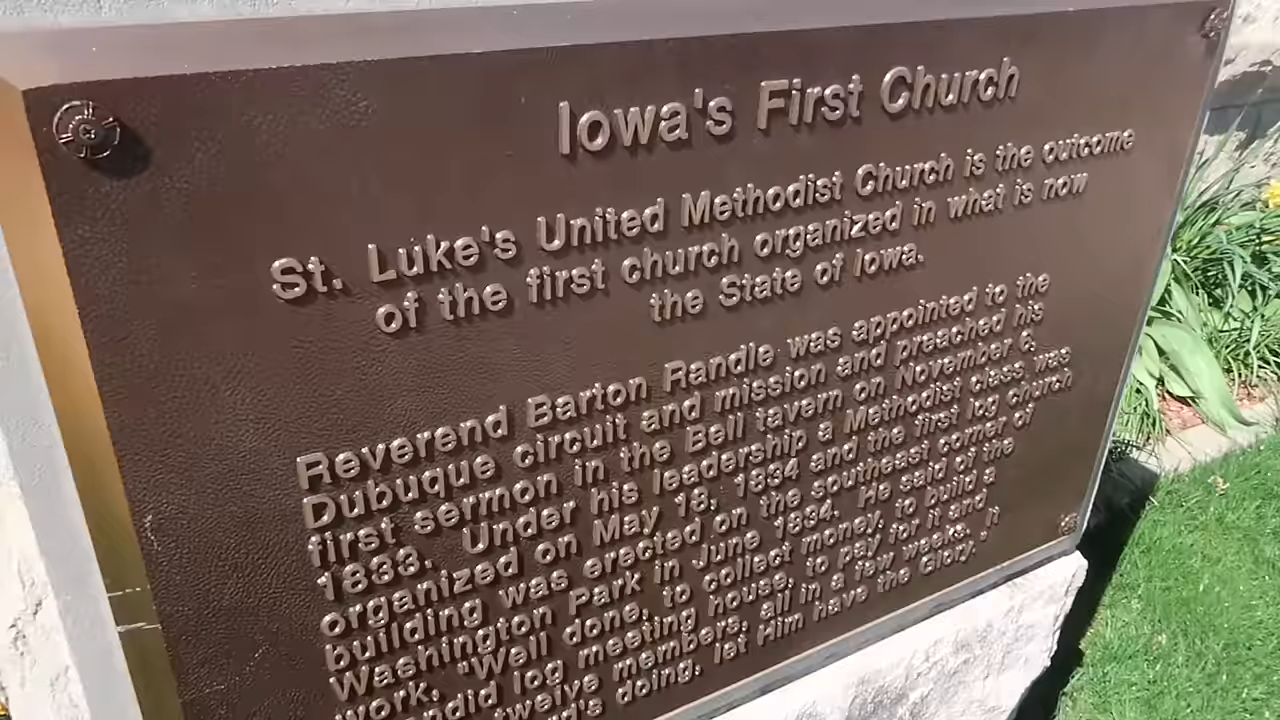 Iowa's First Church
St. Luke's United Methodist Church is the outcome
of the first church organized in what is now
the State of Iowa.
Reverend Barton Randle was appointed to the
Dubuque circuit and mission and preached his
first sermon in the Bell tavern on November 6,
1833. Under his leadership a Methodist class was
organized on May 18, 1834 and the first log church
building was erected on the southeast corner of
Washington Park in June 1834. He said of the
work, "Well done, to collect money, to build a
log meeting house, to pay for it and
twelve members, all in a few weeks. It
doing, let Him have the Glory."